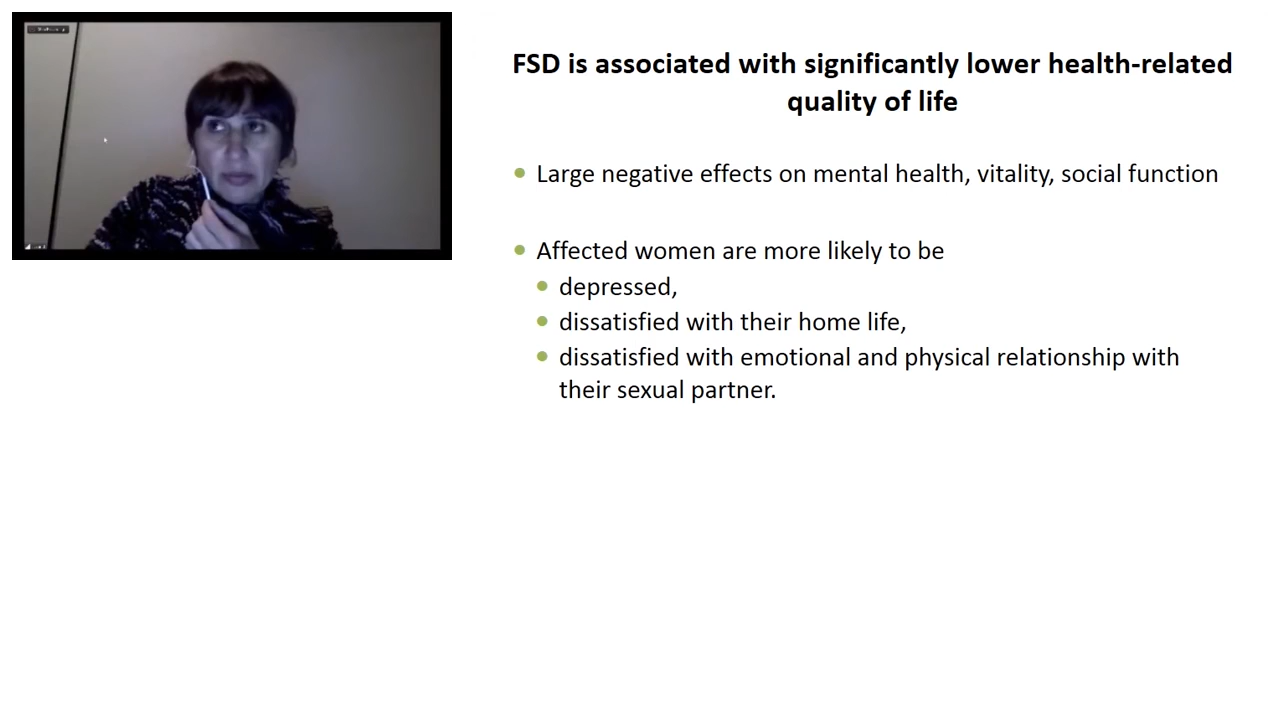 FSD is associated with significantly lower health-related
quality of life
Large negative effects on mental health, vitality, social function
Affected women are more likely to be
depressed,
dissatisfied with their home life,
dissatisfied with emotional and physical relationship with
their sexual partner.